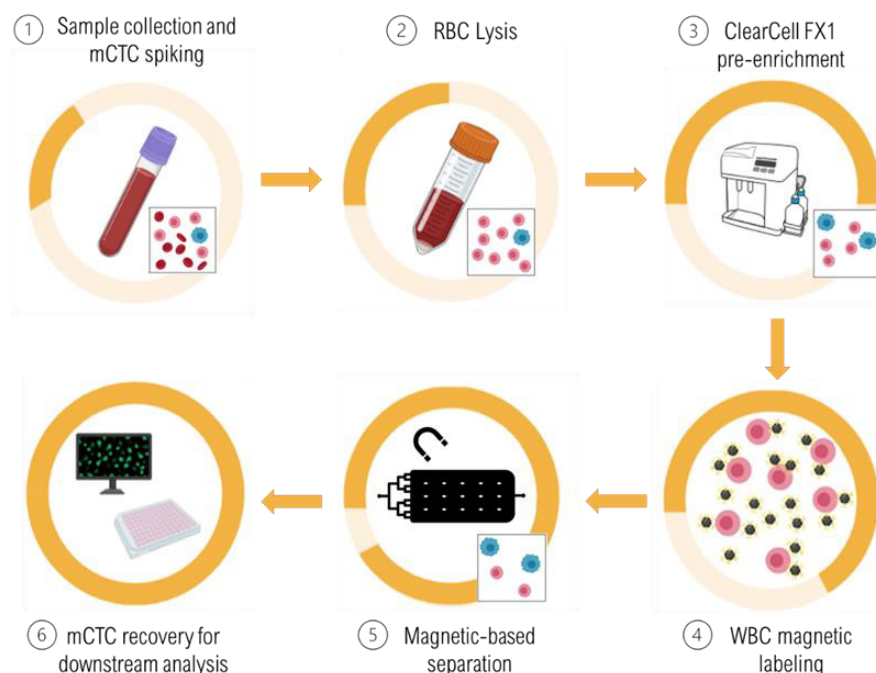 1 Sample collection and
mCTC spiking
2 RBC Lysis
3 ClearCell FX1
pre-enrichment
6 mCTC recovery for
downstream analysis
5 Magnetic-based
separation
4 WBC magnetic
labeling